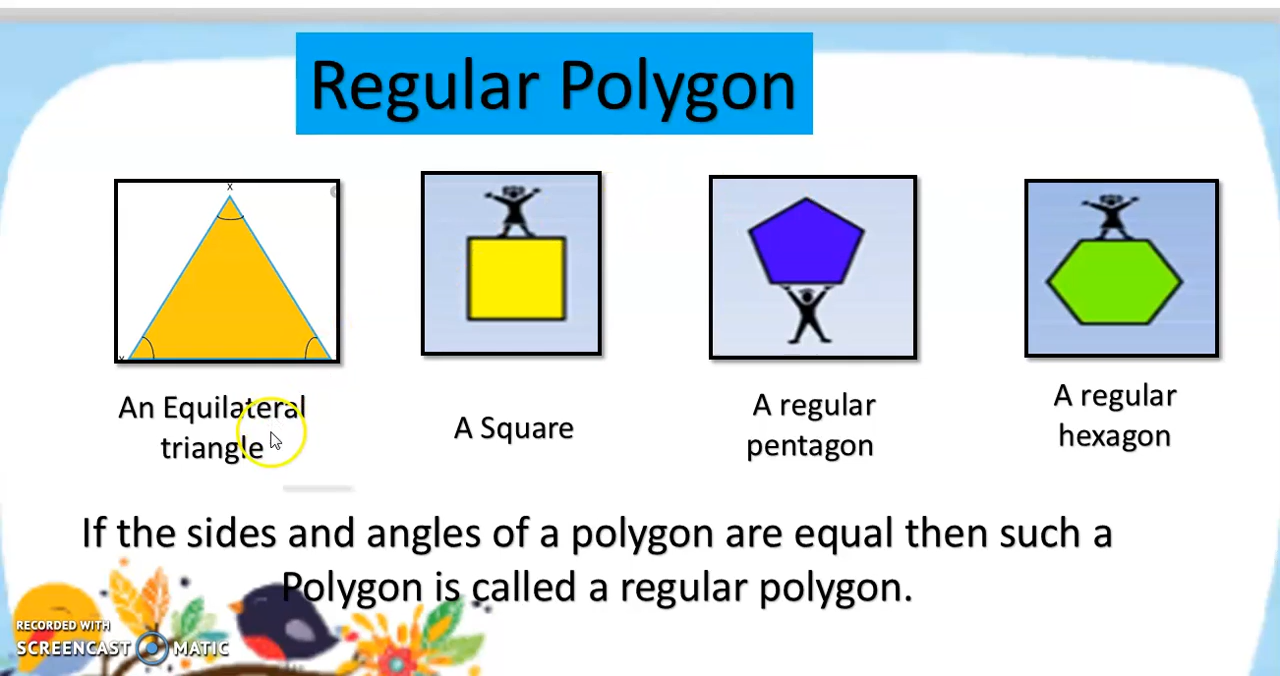 Regular Polygon
x
x
An Equilateral
triangle
A Square
A regular
pentagon
A regular
hexagon
If the sides and angles of a polygon are equal then such a
Polygon is called a regular polygon.
RECORDED WITH
SCREENCAST MATIC